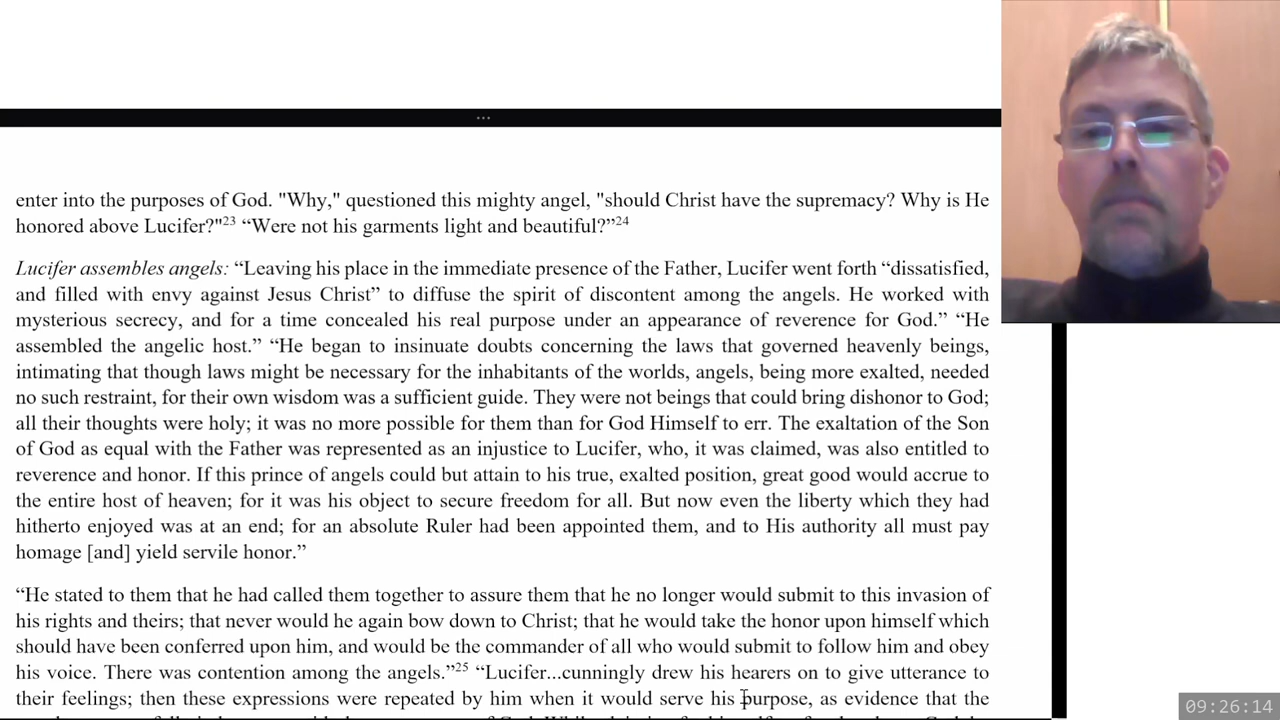 enter into the purposes of God. "Why," questioned this mighty angel, "should Christ have the supremacy? Why is He
honored above Lucifer?"23 “Were not his garments light and beautiful?”24
Lucifer assembles angels: “Leaving his place in the immediate presence of the Father, Lucifer went forth “dissatisfied,
and filled with envy against Jesus Christ” to diffuse the spirit of discontent among the angels. He worked with
mysterious secrecy, and for a time concealed his real purpose under an appearance of reverence for God.” “He
assembled the angelic host.” “He began to insinuate doubts concerning the laws that governed heavenly beings,
intimating that though laws might be necessary for the inhabitants of the worlds, angels, being more exalted, needed
no such restraint, for their own wisdom was a sufficient guide. They were not beings that could bring dishonor to God;
all their thoughts were holy; it was no more possible for them than for God Himself to err. The exaltation of the Son
of God as equal with the Father was represented as an injustice to Lucifer, who, it was claimed, was also entitled to
reverence and honor. If this prince of angels could but attain to his true, exalted position, great good would accrue to
the entire host of heaven; for it was his object to secure freedom for all. But now even the liberty which they had
hitherto enjoyed was at an end; for an absolute Ruler had been appointed them, and to His authority all must pay
homage [and] yield servile honor.”
“He stated to them that he had called them together to assure them that he no longer would submit to this invasion of
his rights and theirs; that never would he again bow down to Christ; that he would take the honor upon himself which
should have been conferred upon him, and would be the commander of all who would submit to follow him and obey
his voice. There was contention among the angels.”25 “Lucifer...cunningly drew his hearers on to give utterance to
their feelings; then these expressions were repeated by him when it would serve his purpose, as evidence that the
09:26:14